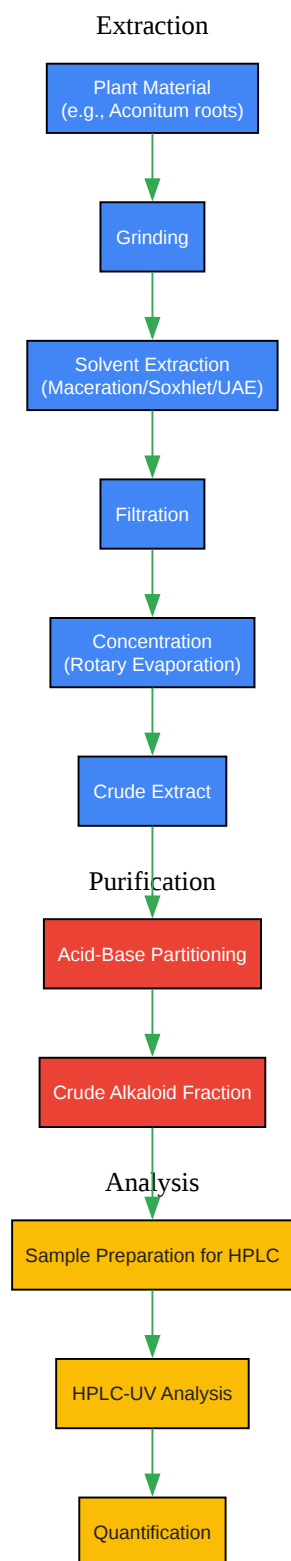 Extraction
Plant Material
(e.g., Aconitum roots)
Grinding
Solvent Extraction
(Maceration/Soxhlet/UAE)
Filtration
Concentration
(Rotary Evaporation)
Crude Extract
Purification
Acid-Base Partitioning
Crude Alkaloid Fraction
Analysis
Sample Preparation for HPLC
HPLC-UV Analysis
Quantification